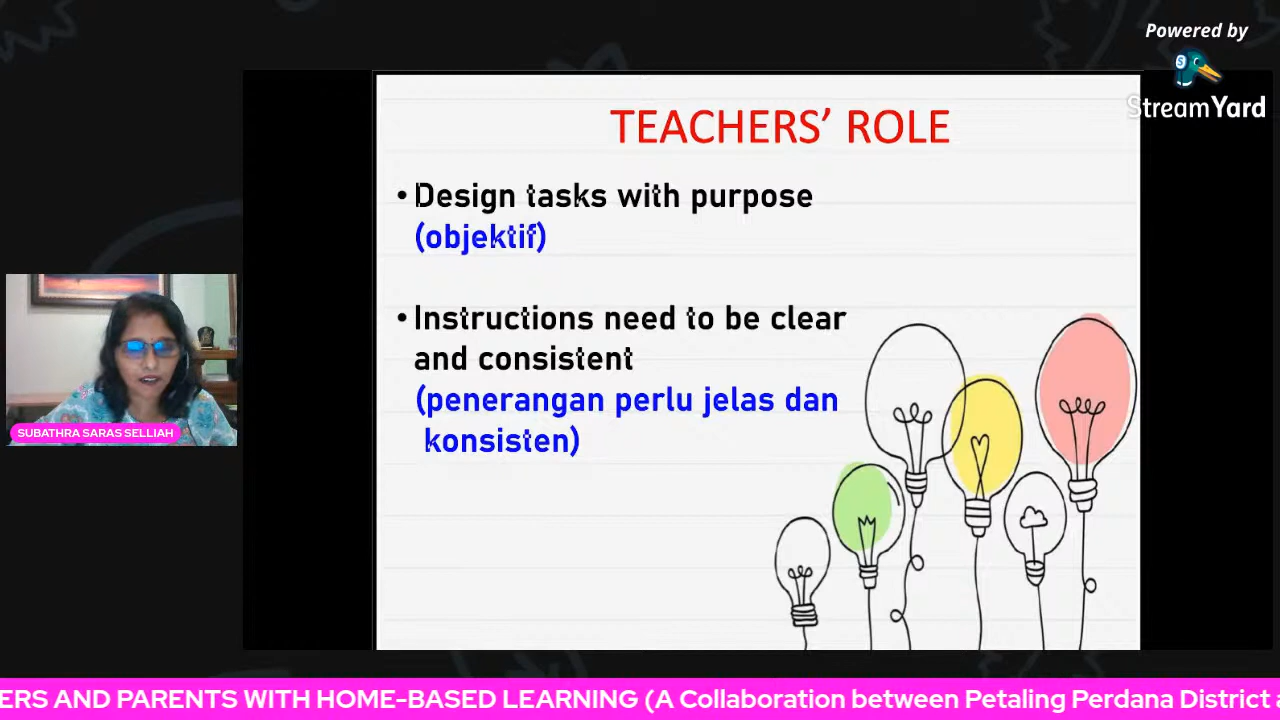 Powered by
StreamYard
TEACHERS’ ROLE
• Design tasks with purpose
(objektif)
• Instructions need to be clear
and consistent
(penerangan perlu jelas dan
konsisten)
SUBATHRA SARAS SELLIAH
ERS AND PARENTS WITH HOME-BASED LEARNING (A Collaboration between Petaling Perdana District a